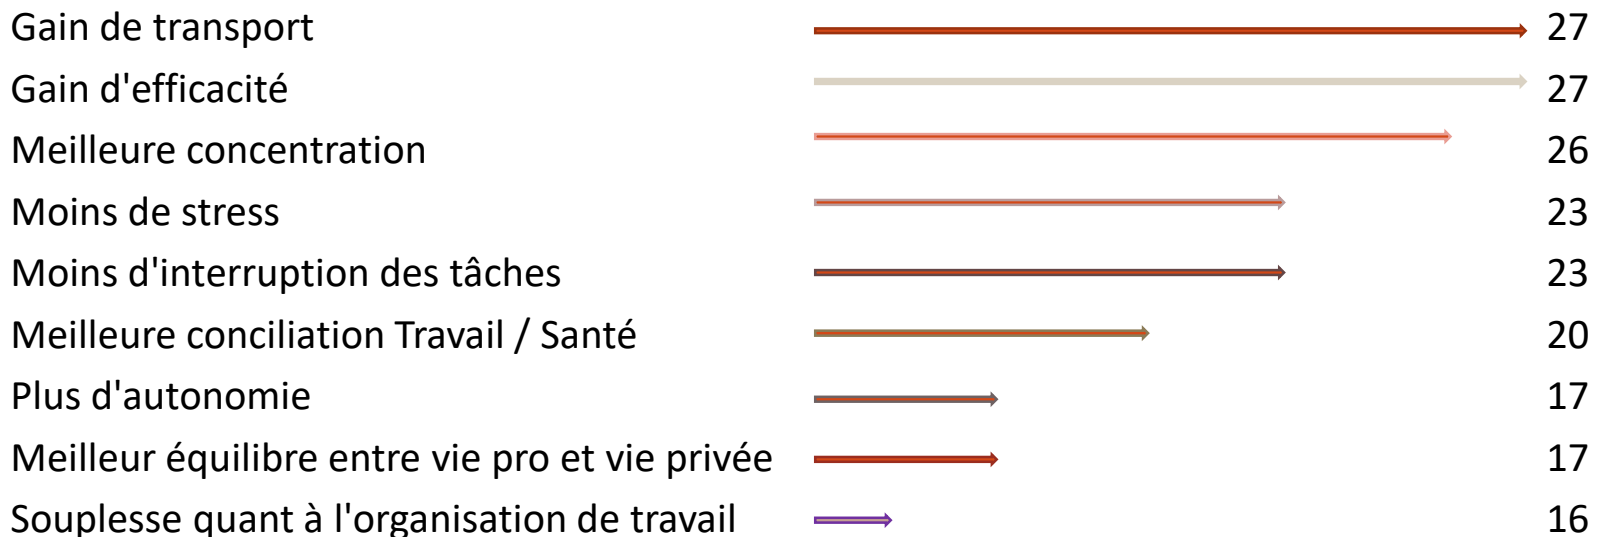 Gain de transport 27
Gain d'efficacité 27
Meilleure concentration 26
Moins de stress 23
Moins d'interruption des tâches 23
Meilleure conciliation Travail / Santé 20
Plus d'autonomie 17
Meilleur équilibre entre vie pro et vie privée 17
Souplesse quant à l'organisation de travail 16